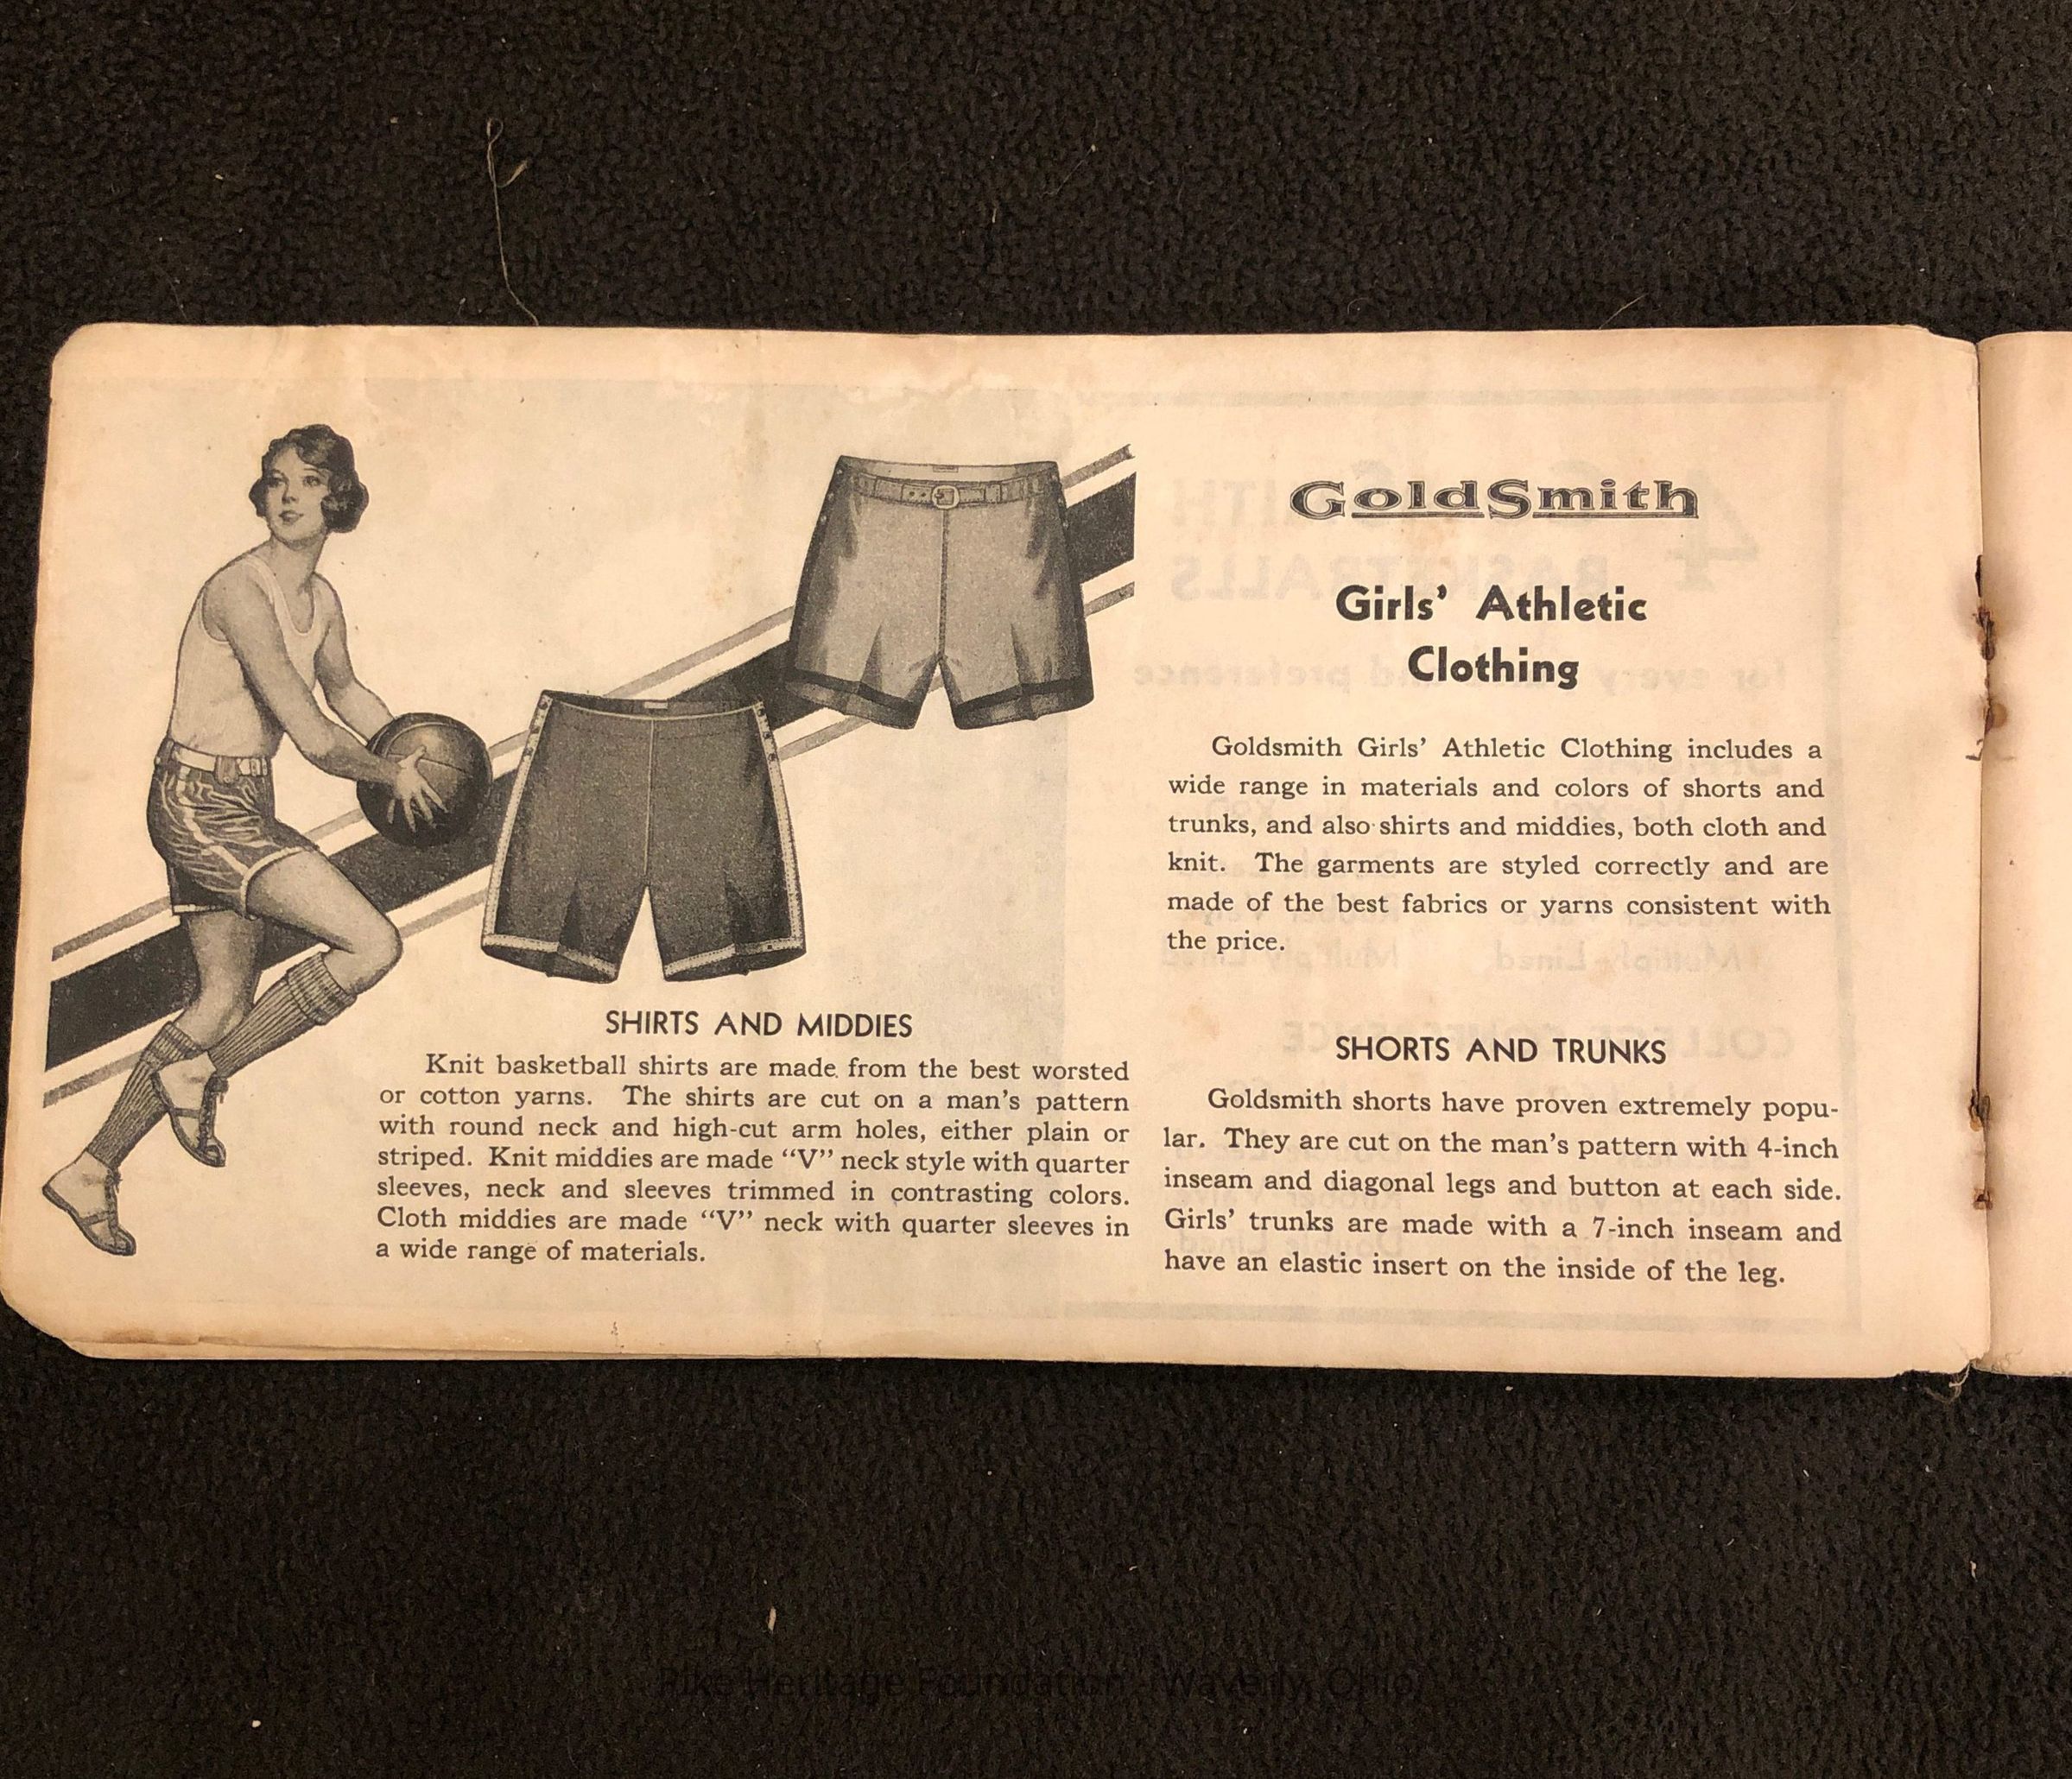 GoldSmith
Girls' Athletic
Clothing
Goldsmith Girls' Athletic Clothing includes a
wide range in materials and colors of shorts and
trunks, and also shirts and middies, both cloth and
knit. The garments are styled correctly and are
made of the best fabrics or yarns consistent with
the price.
SHIRTS AND MIDDIES
Knit basketball shirts are made from the best worsted
or cotton yarns. The shirts are cut on a man's pattern
with round neck and high-cut arm holes, either plain or
striped. Knit middies are made "V" neck style with quarter
sleeves, neck and sleeves trimmed in contrasting colors.
Cloth middies are made "V" neck with quarter sleeves in
a wide range of materials.
SHORTS AND TRUNKS
Goldsmith shorts have proven extremely popu-
lar. They are cut on the man's pattern with 4-inch
inseam and diagonal legs and button at each side.
Girls' trunks are made with a 7-inch inseam and
have an elastic insert on the inside of the leg.
Pike Heritage Foundation - Waverly, Ohio